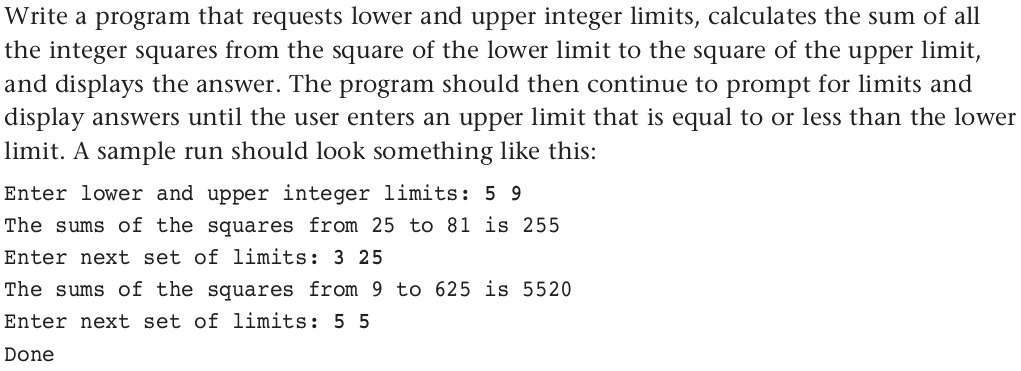 Write a program that requests lower and upper integer limits, calculates the sum of all
the integer squares from the square of the lower limit to the square of the upper limit,
and displays the answer. The program should then continue to prompt for limits and
display answers until the user enters an upper limit that is equal to or less than the lower
limit. A sample run should look something like this:
Enter lower and upper integer limits: 5 9
The sums of the squares from 25 to 81 is 255
Enter next set of limits: 3 25
The sums of the squares from 9 to 625 is 5520
Enter next set of limits: 5 5
Done